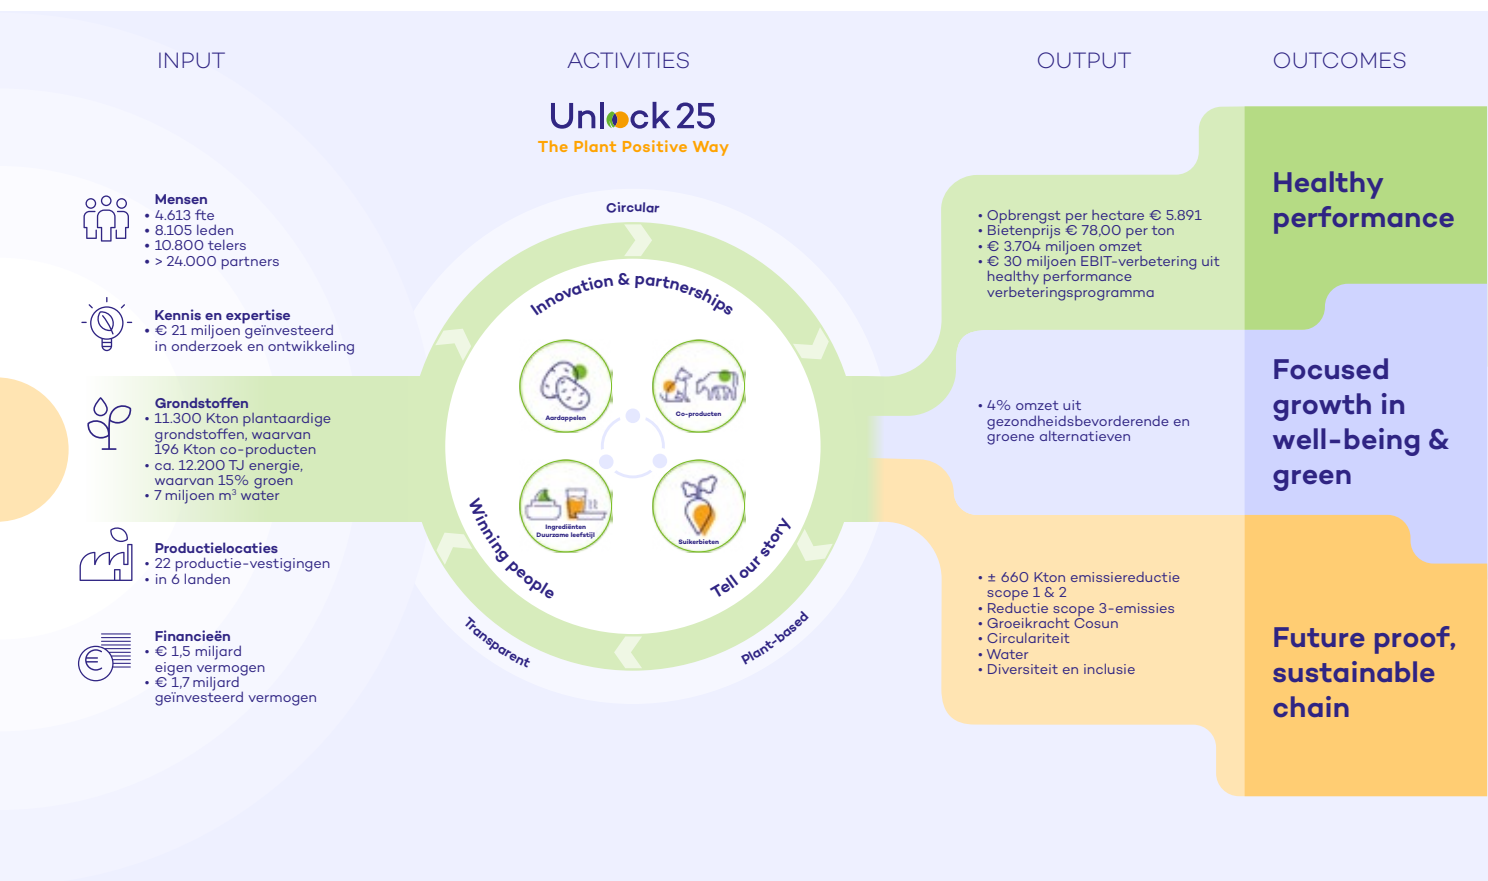 INPUT
ACTIVITIES
OUTPUT
OUTCOMES
Unlock 25
The Plant Positive Way
Mensen
• 4.613 fte
• 8.105 leden
• 10.800 telers
• > 24.000 partners
Kennis en expertise
• € 21 miljoen geïnvesteerd
in onderzoek en ontwikkeling
Grondstoffen
• 11.300 Kton plantaardige
grondstoffen, waarvan
196 Kton co-producten
• ca. 12.200 TJ energie,
waarvan 15% groen
• 7 miljoen m³ water
Productielocaties
• 22 productie-vestigingen
• in 6 landen
Financieën
• € 1,5 miljard
eigen vermogen
• € 1,7 miljard
geïnvesteerd vermogen
Circular
Innovation & partnerships
Aardappelen
Co-producten
Ingrediënten
Duurzame leefstijl
Suikerbieten
Winning people
Tell our story
Transparent
Plant-based
• Opbrengst per hectare € 5.891
• Bietenprijs € 78,00 per ton
• € 3.704 miljoen omzet
• € 30 miljoen EBIT-verbetering uit
healthy performance
verbeteringsprogramma
• 4% omzet uit
gezondheidsbevorderende en
groene alternatieven
• ± 660 Kton emissiereductie
scope 1 & 2
• Reductie scope 3-emissies
• Groeikracht Cosun
• Circulariteit
• Water
• Diversiteit en inclusie
Healthy
performance
Focused
growth in
well-being &
green
Future proof,
sustainable
chain